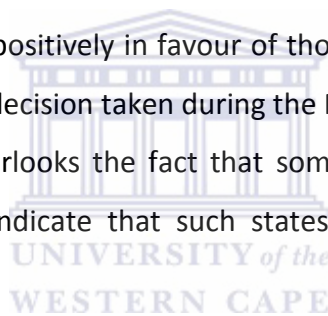 positively in favour of tho
decision taken during the
rlooks the fact that som
ndicate that such states
UNIVERSITY of the
WESTERN CAPE